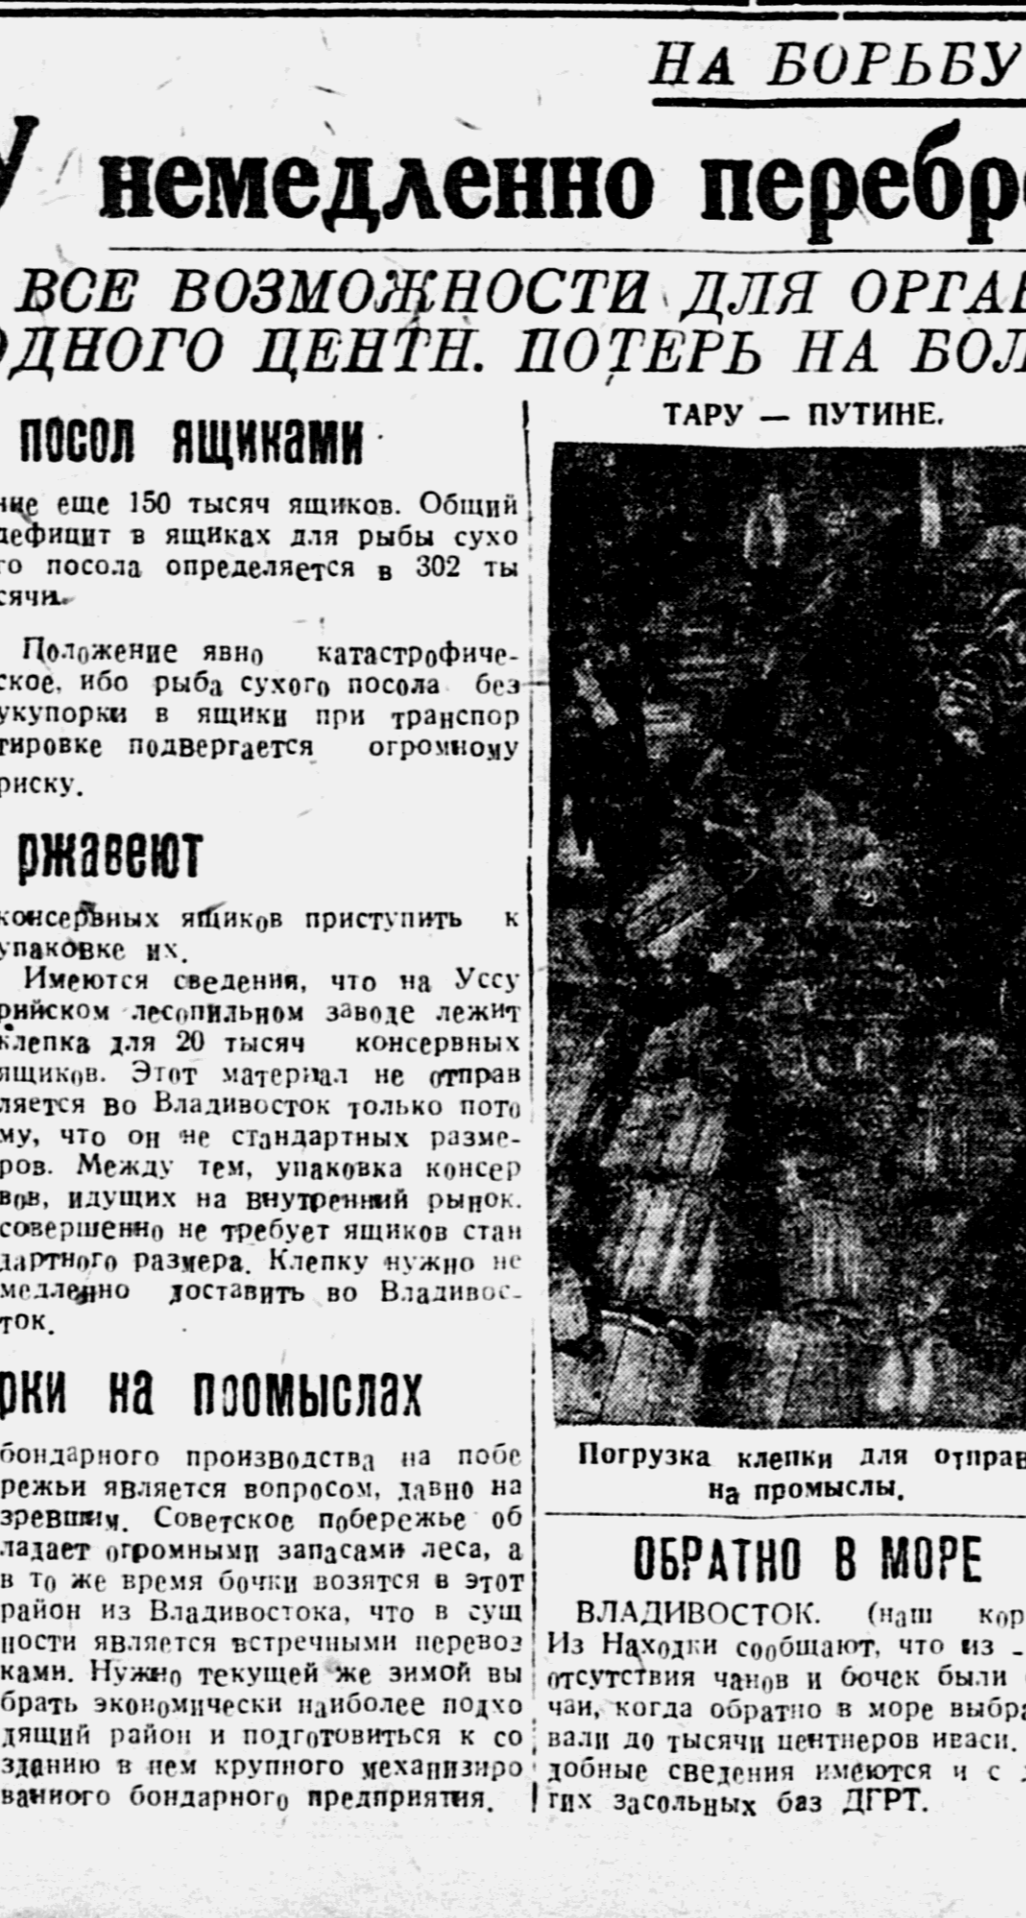 НА БОРЬБУ
У немедленно перебро
ВСЕ ВОЗМОЖНОСТИ ДЛЯ ОРГАН
ОДНОГО ЦЕНТН. ПОТЕРЬ НА БОЛ
посол ящиками
ние еще 150 тысяч ящиков. Общий
дефицит в ящиках для рыбы сухо
го посола определяется в 302 ты
сячи.
Положение явно катастрофиче-
ское, ибо рыба сухого посола без
укупорки в ящики при транспор
тировке подвергается огромному
риску.
ржавеют
консервных ящиков приступить к
упаковке их.
Имеются сведения, что на Уссу
рийском лесопильном заводе лежит
клепка для 20 тысяч консервных
ящиков. Этот материал не отправ
ляется во Владивосток только пото
му, что он не стандартных разме-
ров. Между тем, упаковка консер
вов, идущих на внутренний рынок.
совершенно не требует ящиков стан
дартного размера. Клепку нужно не
медленно доставить во Владивос-
ток.
рки на промыслах
бондарного производства на побе
режьи является вопросом, давно на
зревшим. Советское побережье об
ладает огромными запасами леса, а
в то же время бочки возятся в этот
район из Владивостока, что в сущ
ности является встречными перевоз
ками. Нужно текущей же зимой вы
брать экономически наиболее подхо
дящий район и подготовиться к со
зданию в нем крупного механизиро
ванного бондарного предприятия.
ТАРУ — ПУТИНЕ.
Погрузка клепки для отправ
на промыслы.
ОБРАТНО В МОРЕ
ВЛАДИВОСТОК. (наш кор
Из Находки сообщают, что из -
отсутствия чанов и бочек были
чаи, когда обратно в море выбра
вали до тысячи центнеров иваси.
добные сведения имеются и с
гих засольных баз ДГРТ.